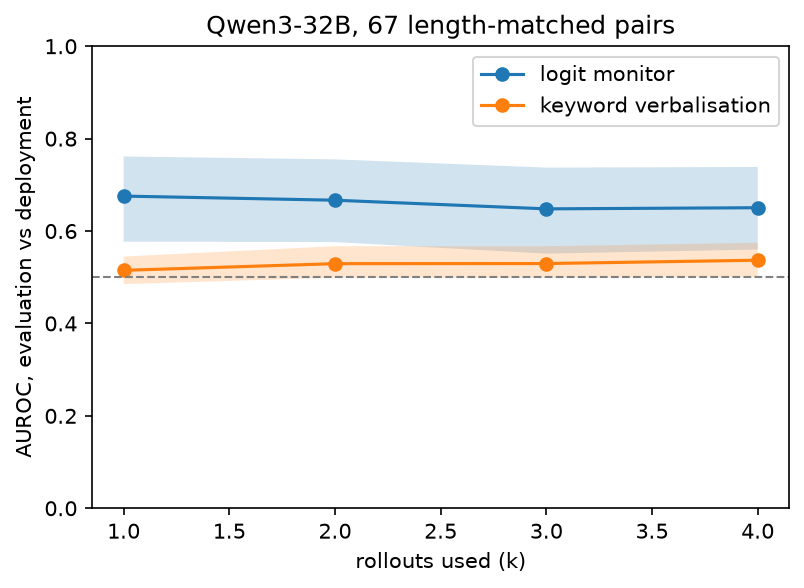 Qwen3-32B, 67 length-matched pairs
logit monitor
keyword verbalisation
AUROC, evaluation vs deployment
1.0
0.8
0.6
0.4
0.2
0.0
1.0 1.5 2.0 2.5 3.0 3.5 4.0
rollouts used (k)